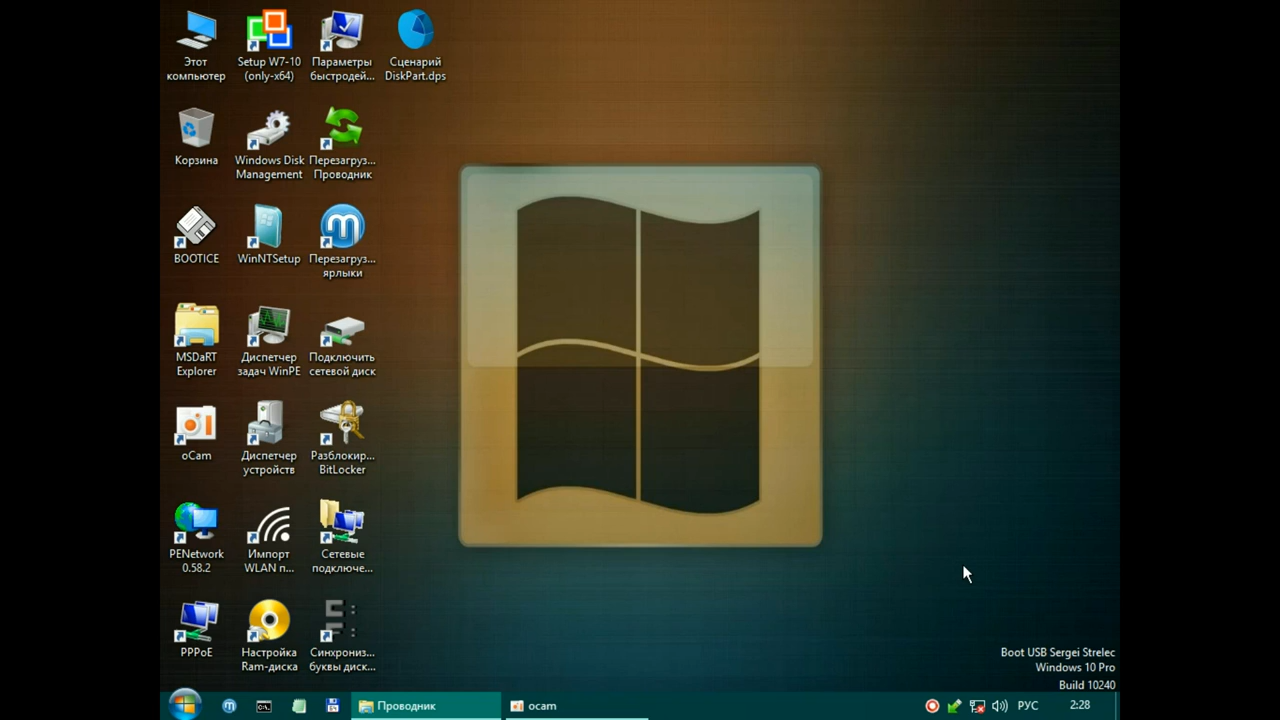 Этот
компьютер
Setup W7-10
(only-x64)
Параметры
быстродей...
Сценарий
DiskPart.dps
Корзина
Windows Disk
Management
Перезагруз...
Проводник
BOOTICE
WinNTSetup
Перезагруз...
ярлыки
MSDaRT
Explorer
Диспетчер
задач WinPE
Подключить
сетевой диск
oCam
Диспетчер
устройств
Разблокир...
BitLocker
PENetwork
0.58.2
Импорт
WLAN п...
Сетевые
подключе...
PPPoE
Настройка
Ram-диска
Синхрониз...
буквы диск...
Boot USB Sergei Strelec
Windows 10 Pro
Build 10240
Проводник
ocam
РУС
2:28